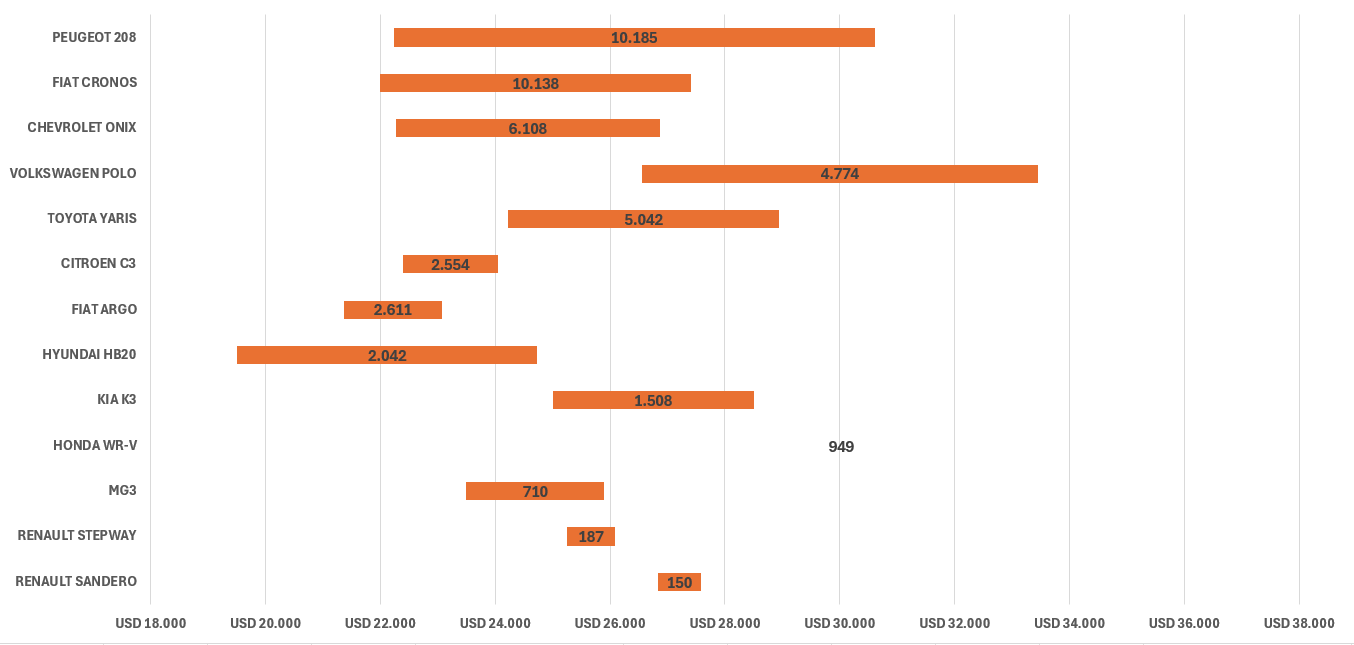 PEUGEOT 208 10.185
FIAT CRONOS 10.138
CHEVROLET ONIX 6.108
VOLKSWAGEN POLO 4.774
TOYOTA YARIS 5.042
CITROEN C3 2.554
FIAT ARGO 2.611
HYUNDAI HB20 2.042
KIA K3 1.508
HONDA WR-V 949
MG3 710
RENAULT STEPWAY 187
RENAULT SANDERO 150
USD 18.000 USD 20.000 USD 22.000 USD 24.000 USD 26.000 USD 28.000 USD 30.000 USD 32.000 USD 34.000 USD 36.000 USD 38.000